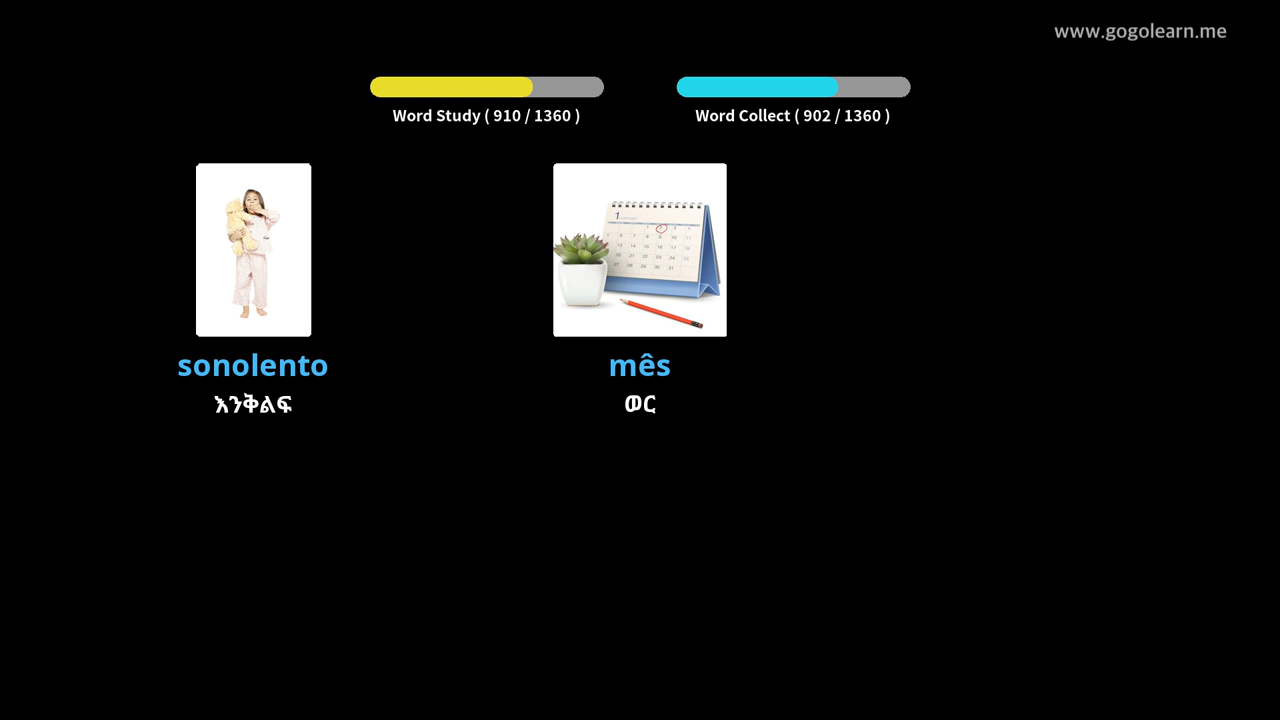 www.gogolearn.me
Word Study ( 910 / 1360 )
Word Collect ( 902 / 1360 )
sonolento
እንቅልፍ
mês
ወር